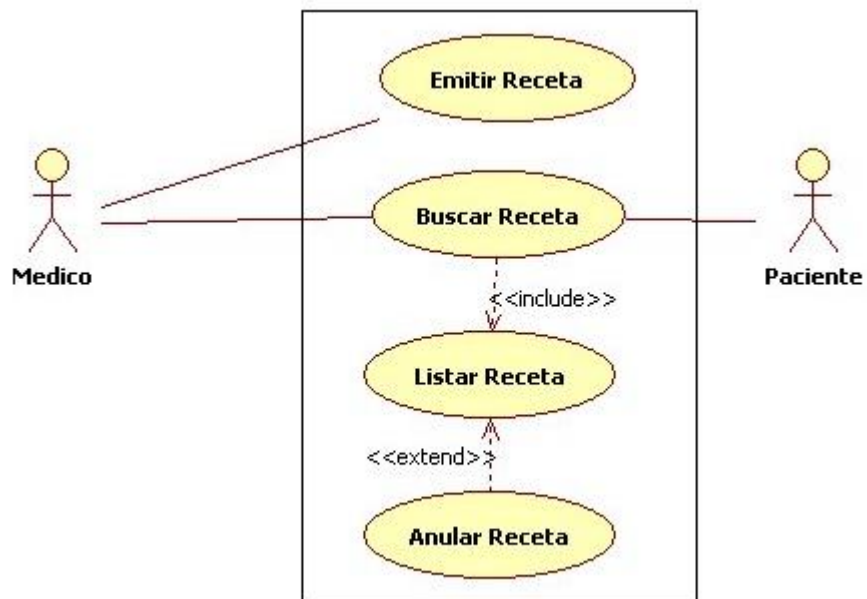 Emitir Receta
Buscar Receta
Medico
Paciente
<<include>>
Listar Receta
<<extend>>
Anular Receta